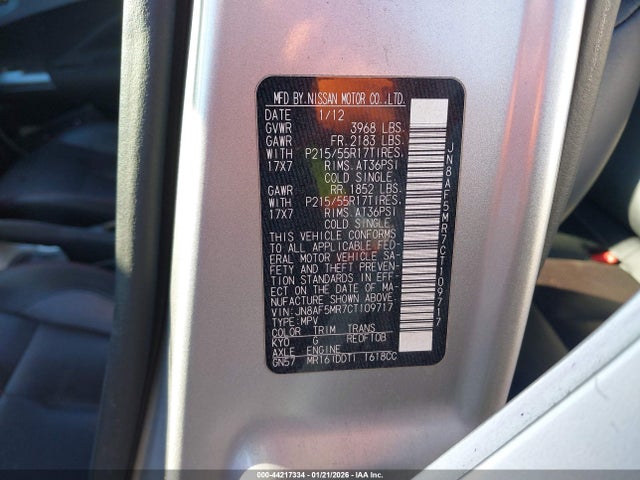 MFD BY.NISSAN MOTOR CO.,LTD.
DATE 1/12
GVWR 3968 LBS.
GAWR FR.2183 LBS.
WITH P215/55R17TIRES.
17X7 RIMS.AT36PSI
COLD SINGLE.
GAWR RR.1852 LBS.
WITH P215/55R17TIRES.
17X7 RIMS.AT36PSI
COLD SINGLE.
THIS VEHICLE CONFORMS
TO ALL APPLICABLE FED-
ERAL MOTOR VEHICLE SA-
FETY AND THEFT PREVEN-
TION STANDARDS IN EFF-
ECT ON THE DATE OF MA-
NUFACTURE SHOWN ABOVE.
VIN:JN8AF5MR7CT109717
TYPE:MPV
COLOR TRIM TRANS
KY0 G RE0F10B
AXLE ENGINE
GN57 MR16DDTI 1618CC
JN8AF5MR7CT109717
000-44217334 | 01/21/2026 | IAA, INC.